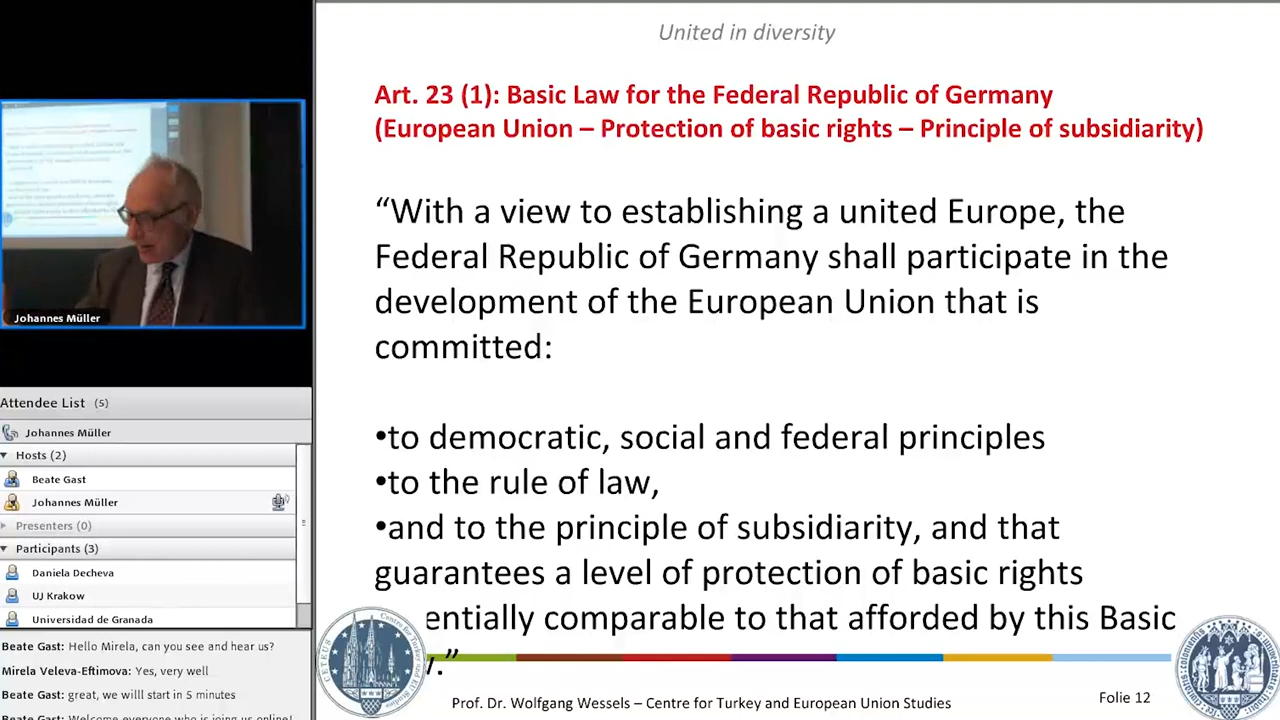 United in diversity
Art. 23 (1): Basic Law for the Federal Republic of Germany
(European Union – Protection of basic rights – Principle of subsidiarity)
“With a view to establishing a united Europe, the
Federal Republic of Germany shall participate in the
development of the European Union that is
committed:
•to democratic, social and federal principles
•to the rule of law,
•and to the principle of subsidiarity, and that
guarantees a level of protection of basic rights
entially comparable to that afforded by this Basic
.”
Prof. Dr. Wolfgang Wessels – Centre for Turkey and European Union Studies
Folie 12
Johannes Müller
Attendee List (5)
Johannes Müller
Hosts (2)
Beate Gast
Johannes Müller
Presenters (0)
Participants (3)
Daniela Decheva
UJ Krakow
Universidad de Granada
Beate Gast: Hello Mirela, can you see and hear us?
Mirela Veleva-Eftimova: Yes, very well
Beate Gast: great, we willl start in 5 minutes
Beate Gast: Welcome everyone who is joing us online!